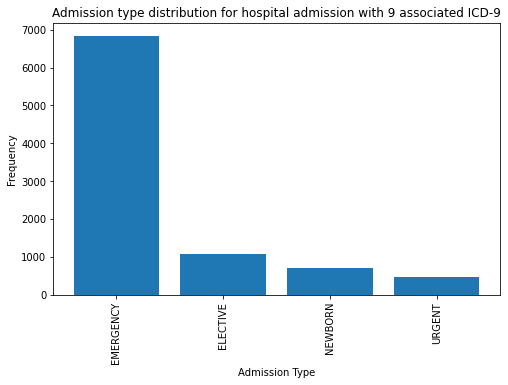 Admission type distribution for hospital admission with 9 associated ICD-9
7000
6000
5000
4000
3000
2000
1000
0
Frequency
EMERGENCY
ELECTIVE
NEWBORN
URGENT
Admission Type